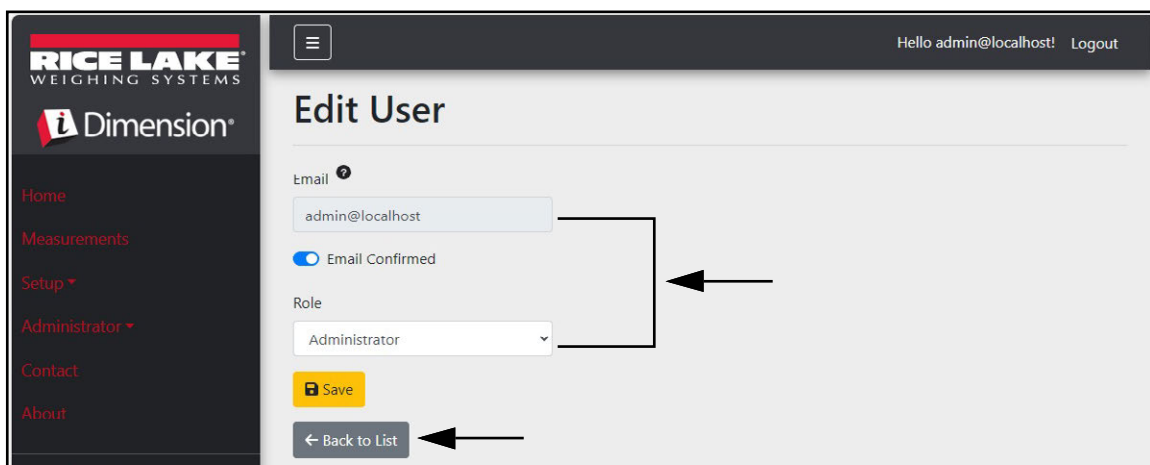 RICE LAKE®
WEIGHING SYSTEMS
i Dimension®
Home
Measurements
Setup
Administrator
Contact
About
Hello admin@localhost! Logout
Edit User
Email
admin@localhost
Email Confirmed
Role
Administrator
Save
Back to List